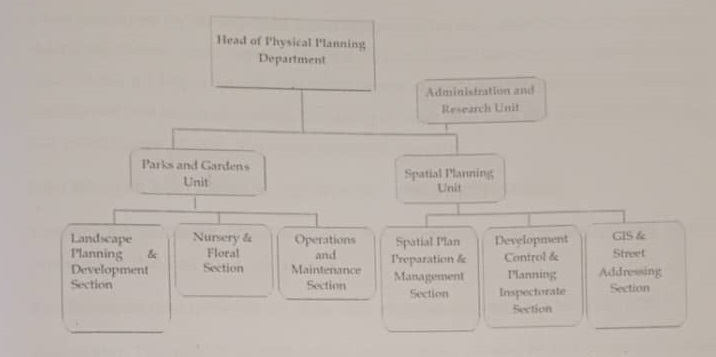 Head of Physical Planning
Department
Administration and
Research Unit
Parks and Gardens
Unit
Spatial Planning
Unit
Landscape
Planning &
Development
Section
Nursery &
Floral
Section
Operations
and
Maintenance
Section
Spatial Plan
Preparation &
Management
Section
Development
Control &
Planning
Inspectorate
Section
GIS &
Street
Addressing
Section